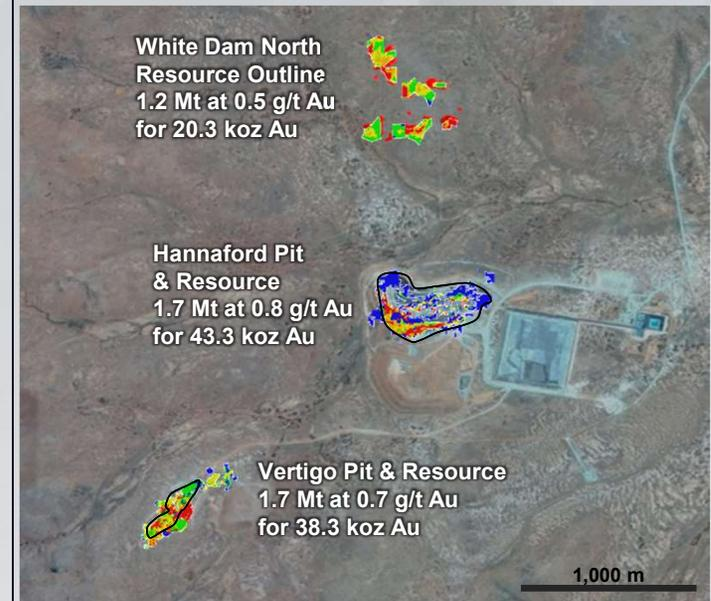 White Dam North
Resource Outline
1.2 Mt at 0.5 g/t Au
for 20.3 koz Au
Hannaford Pit
& Resource
1.7 Mt at 0.8 g/t Au
for 43.3 koz Au
Vertigo Pit & Resource
1.7 Mt at 0.7 g/t Au
for 38.3 koz Au
1,000 m